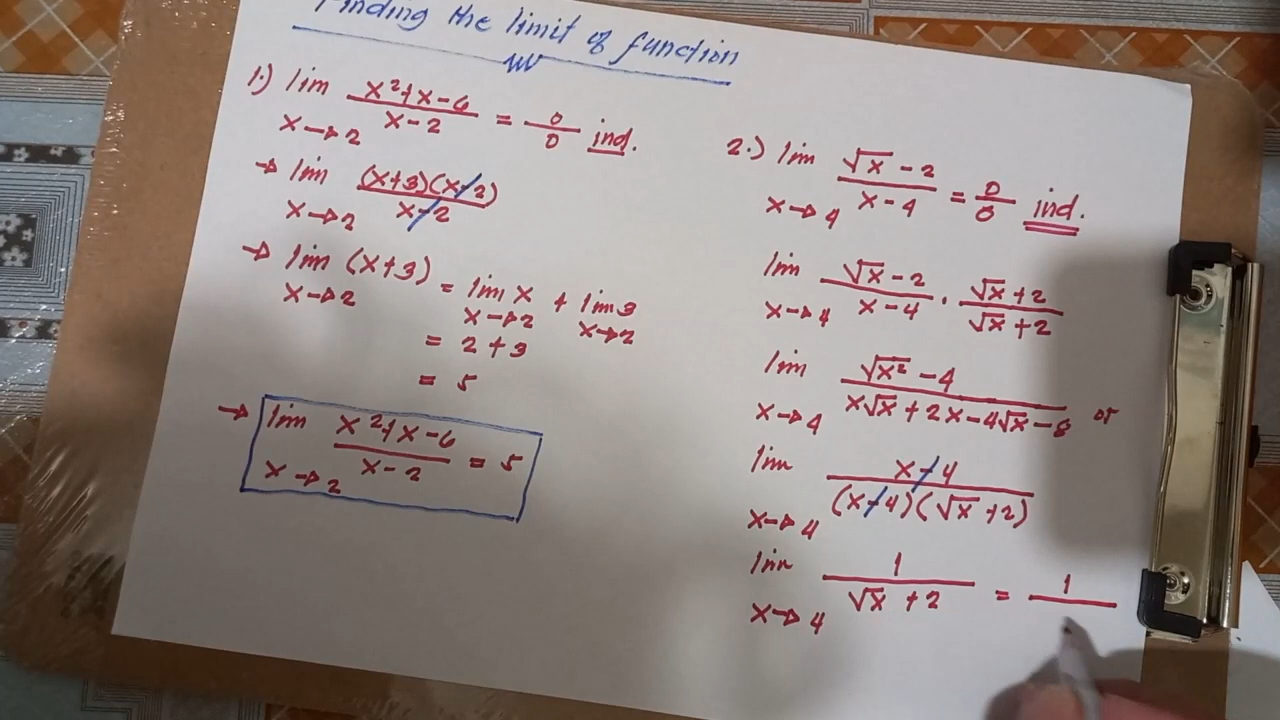 Finding the limit of function
1.) lim x²+x-6 / x-2 = 0/0 ind.
x→2
→ lim (x+3)(x-2) / x-2
x→2
→ lim (x+3) = lim x + lim 3
x→2 x→2 x→2
= 2+3
= 5
→ lim x²+x-6 / x-2 = 5
x→2
2.) lim √x-2 / x-4 = 0/0 ind.
x→4
lim √x-2 / x-4 · √x+2 / √x+2
x→4
lim √x²-4 / x√x+2x-4√x-8 or
x→4
lim x-4 / (x-4)(√x+2)
x→4
lim 1 / √x+2 = 1 /
x→4